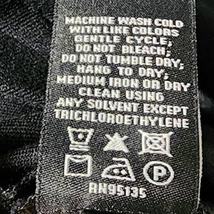 MACHINE WASH COLD
WITH LIKE COLORS
GENTLE CYCLE,
DO NOT BLEACH;
DO NOT TUMBLE DRY;
HANG TO DRY,
MEDIUM IRON OR DRY
CLEAN USING
ANY SOLVENT EXCEPT
TRICHLOROETHYLENE
P
RN95135